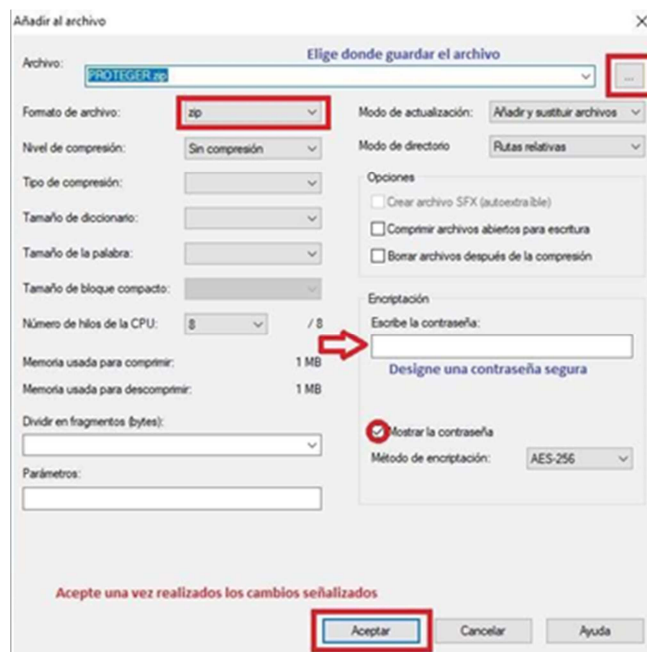 Añadir al archivo
Elige donde guardar el archivo
Archivo:
PROTEGER.zip
...
Formato de archivo:
zip
Modo de actualización:
Añadir y sustituir archivos
Nivel de compresión:
Sin compresión
Modo de directorio
Rutas relativas
Tipo de compresión:
Opciones
Crear archivo SFX (autoextraíble)
Tamaño de diccionario:
Comprimir archivos abiertos para escritura
Tamaño de la palabra:
Borrar archivos después de la compresión
Tamaño de bloque compacto:
Encriptación
Número de hilos de la CPU:
8
/ 8
Escribe la contraseña:
Memoria usada para comprimir:
1 MB
Designe una contraseña segura
Memoria usada para descomprimir:
1 MB
Dividir en fragmentos (bytes):
Mostrar la contraseña
Método de encriptación:
AES-256
Parámetros:
Acepte una vez realizados los cambios señalizados
Aceptar
Cancelar
Ayuda